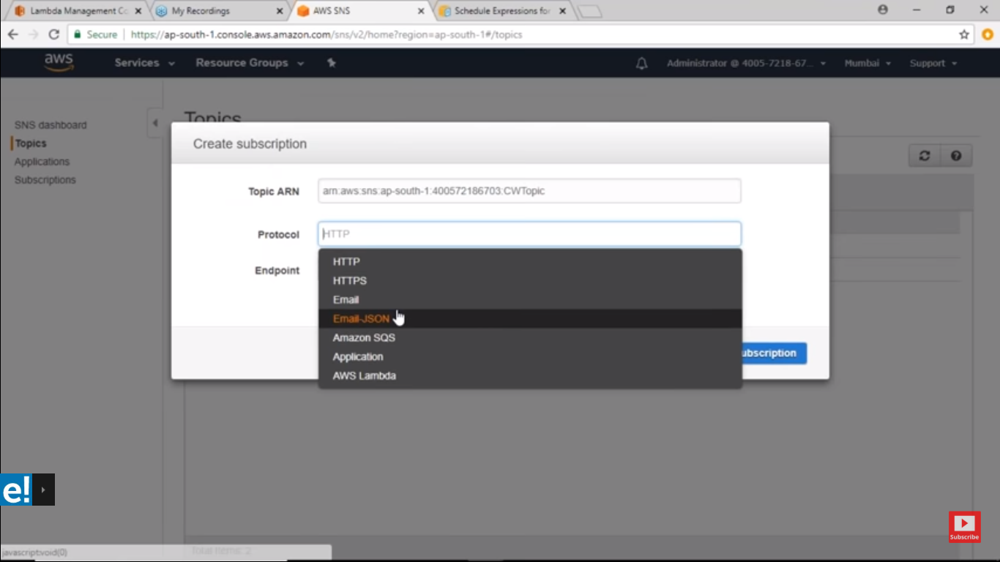 Lambda Management Co
My Recordings
AWS SNS
Schedule Expressions for
Secure
https://ap-south-1.console.aws.amazon.com/sns/v2/home?region=ap-south-1#/topics
aws
Services
Resource Groups
Administrator @ 4005-7218-67...
Mumbai
Support
SNS dashboard
Topics
Applications
Subscriptions
Topics
Create subscription
Topic ARN
arn:aws:sns:ap-south-1:400572186703:CWTopic
Protocol
HTTP
Endpoint
HTTP
HTTPS
Email
Email-JSON
Amazon SQS
Application
AWS Lambda
ubscription
e!
Subscribe
javascript:void(0)
Total items: 2